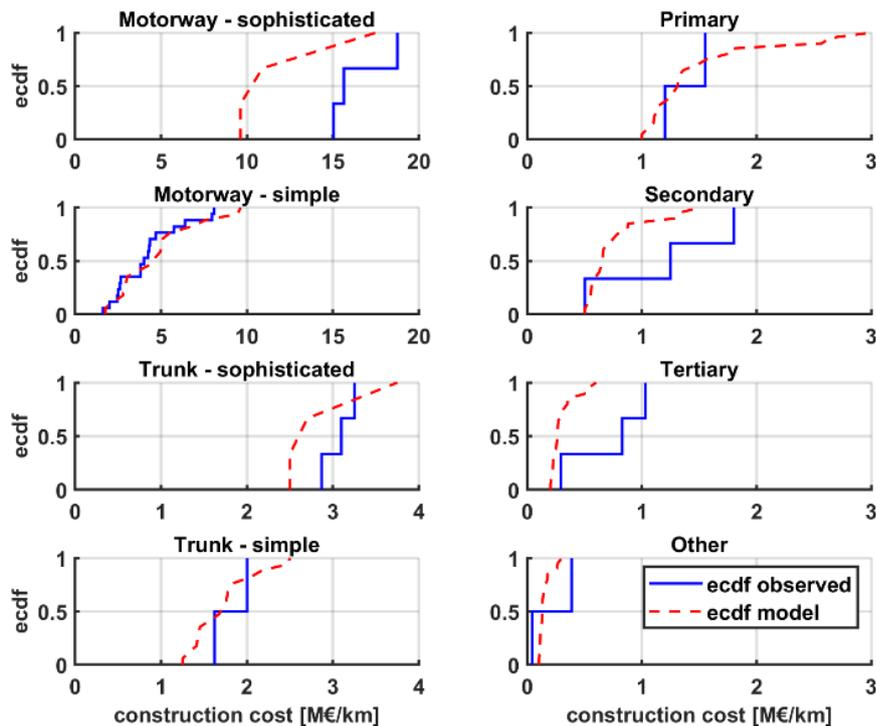 Motorway - sophisticated
ecdf
1
0.5
0
0 5 10 15 20
Primary
1
0.5
0
0 1 2 3
Motorway - simple
ecdf
1
0.5
0
0 5 10 15 20
Secondary
1
0.5
0
0 1 2 3
Trunk - sophisticated
ecdf
1
0.5
0
0 1 2 3 4
Tertiary
1
0.5
0
0 1 2 3
Trunk - simple
ecdf
1
0.5
0
0 1 2 3 4
construction cost [M€/km]
Other
1
0.5
0
ecdf observed
ecdf model
0 1 2 3
construction cost [M€/km]